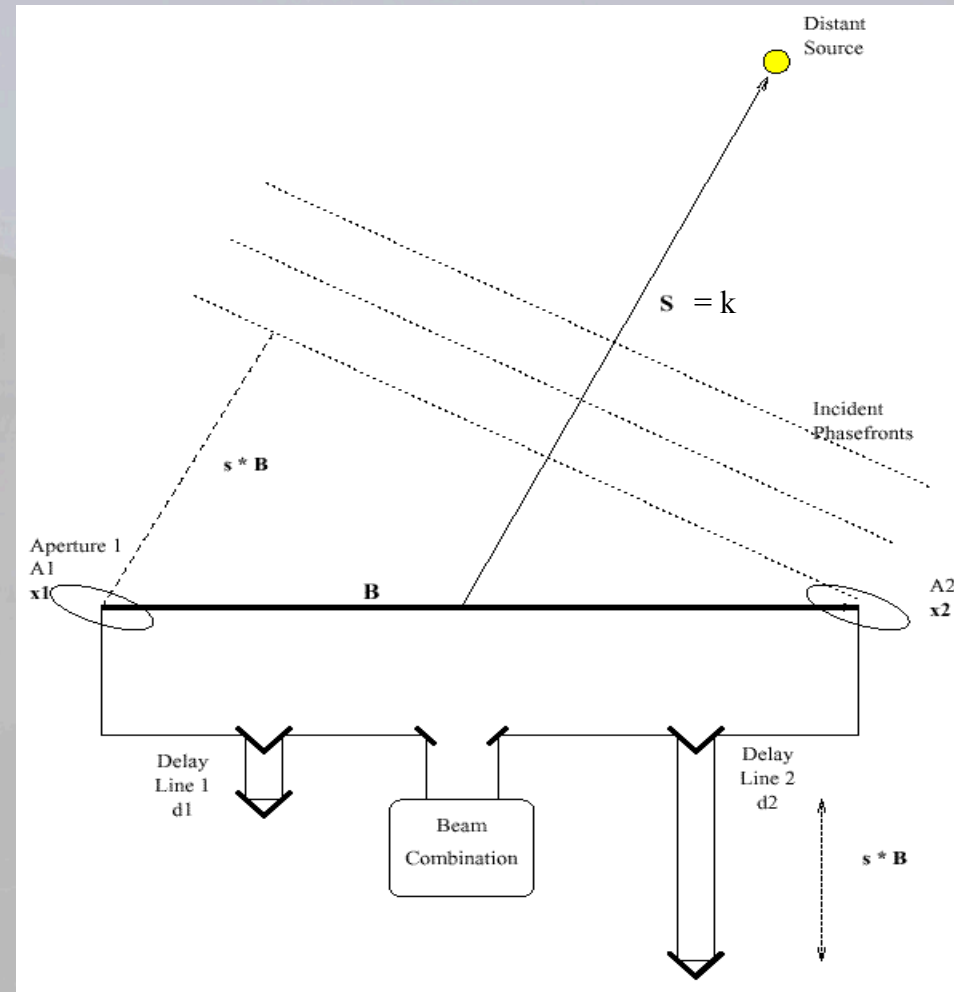 Distant
Source
S = k
Incident
Phasefronts
s * B
Aperture 1
A1
x1
B
A2
x2
Delay
Line 1
d1
Delay
Line 2
d2
Beam
Combination
s * B